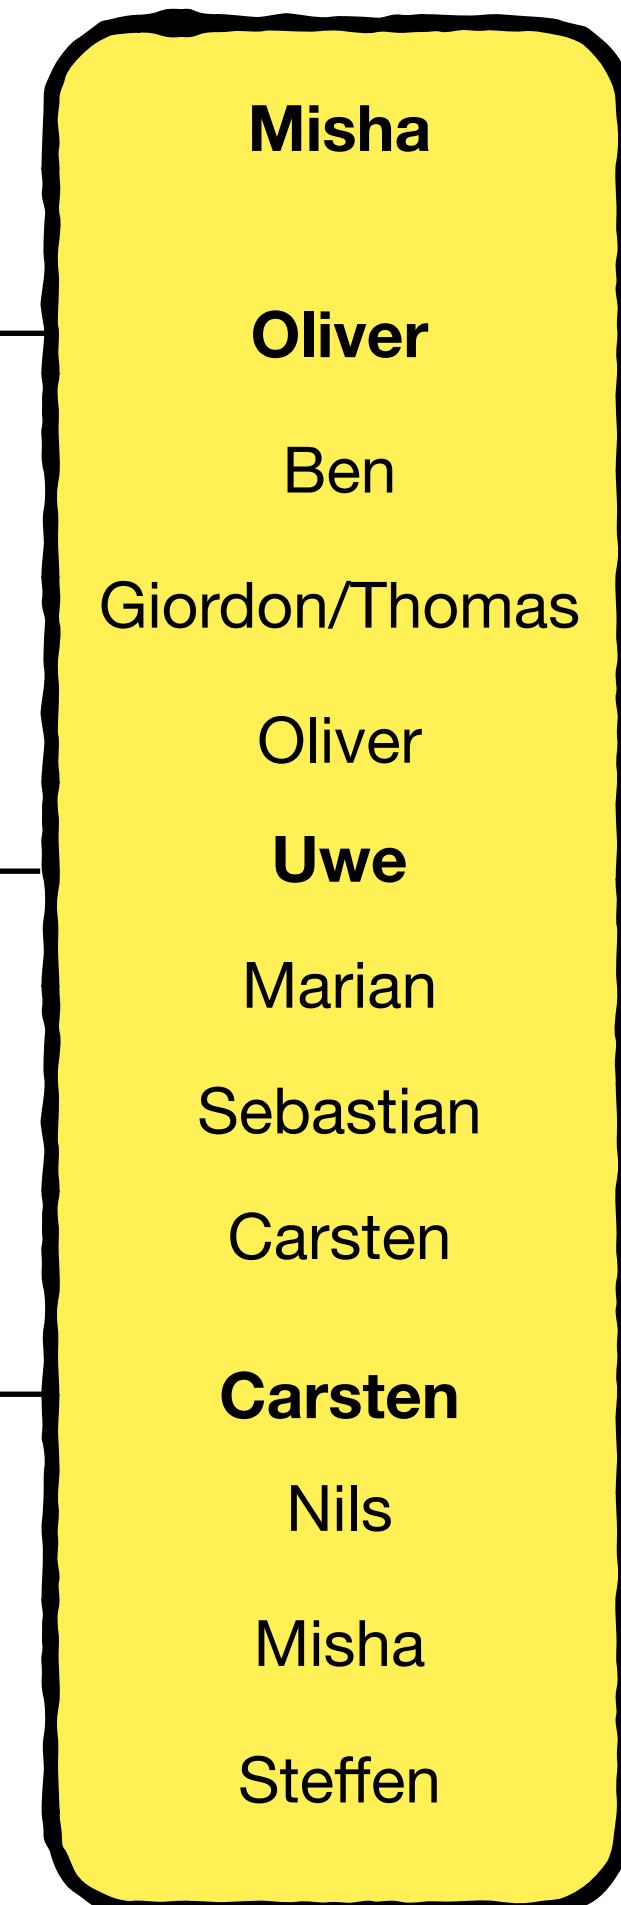 Misha
Oliver
Ben
Giordon/Thomas
Oliver
Uwe
Marian
Sebastian
Carsten
Carsten
Nils
Misha
Steffen